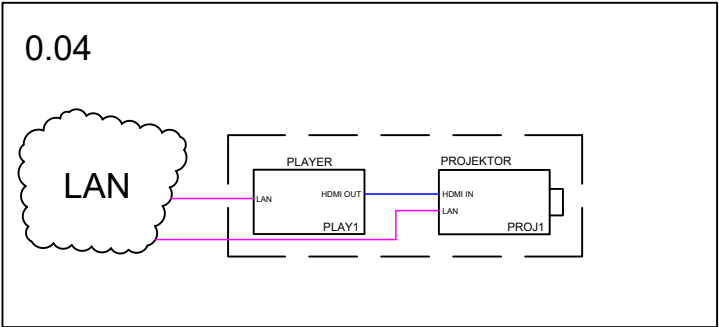 0.04
LAN
PLAYER
LAN
HDMI OUT
PLAY1
PROJEKTOR
HDMI IN
LAN
PROJ1